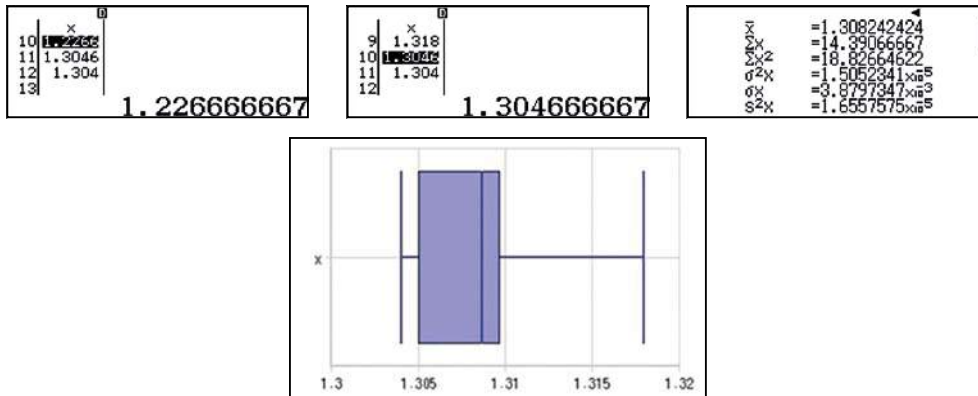 D
x
10 1.2266
11 1.3046
12 1.304
13
1.226666667
D
x
9 1.318
10 1.3046
11 1.304
12
1.304666667
x̄ =1.308242424
Σx =14.39066667
Σx² =18.82664622
σ²x =1.5052341×10⁻⁵
σx =3.8797347×10⁻³
s²x =1.6557575×10⁻⁵
X
1.3 1.305 1.31 1.315 1.32